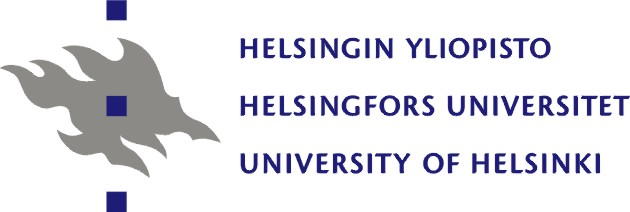 HELSINGIN YLIOPISTO
HELSINGFORS UNIVERSITET
UNIVERSITY OF HELSINKI